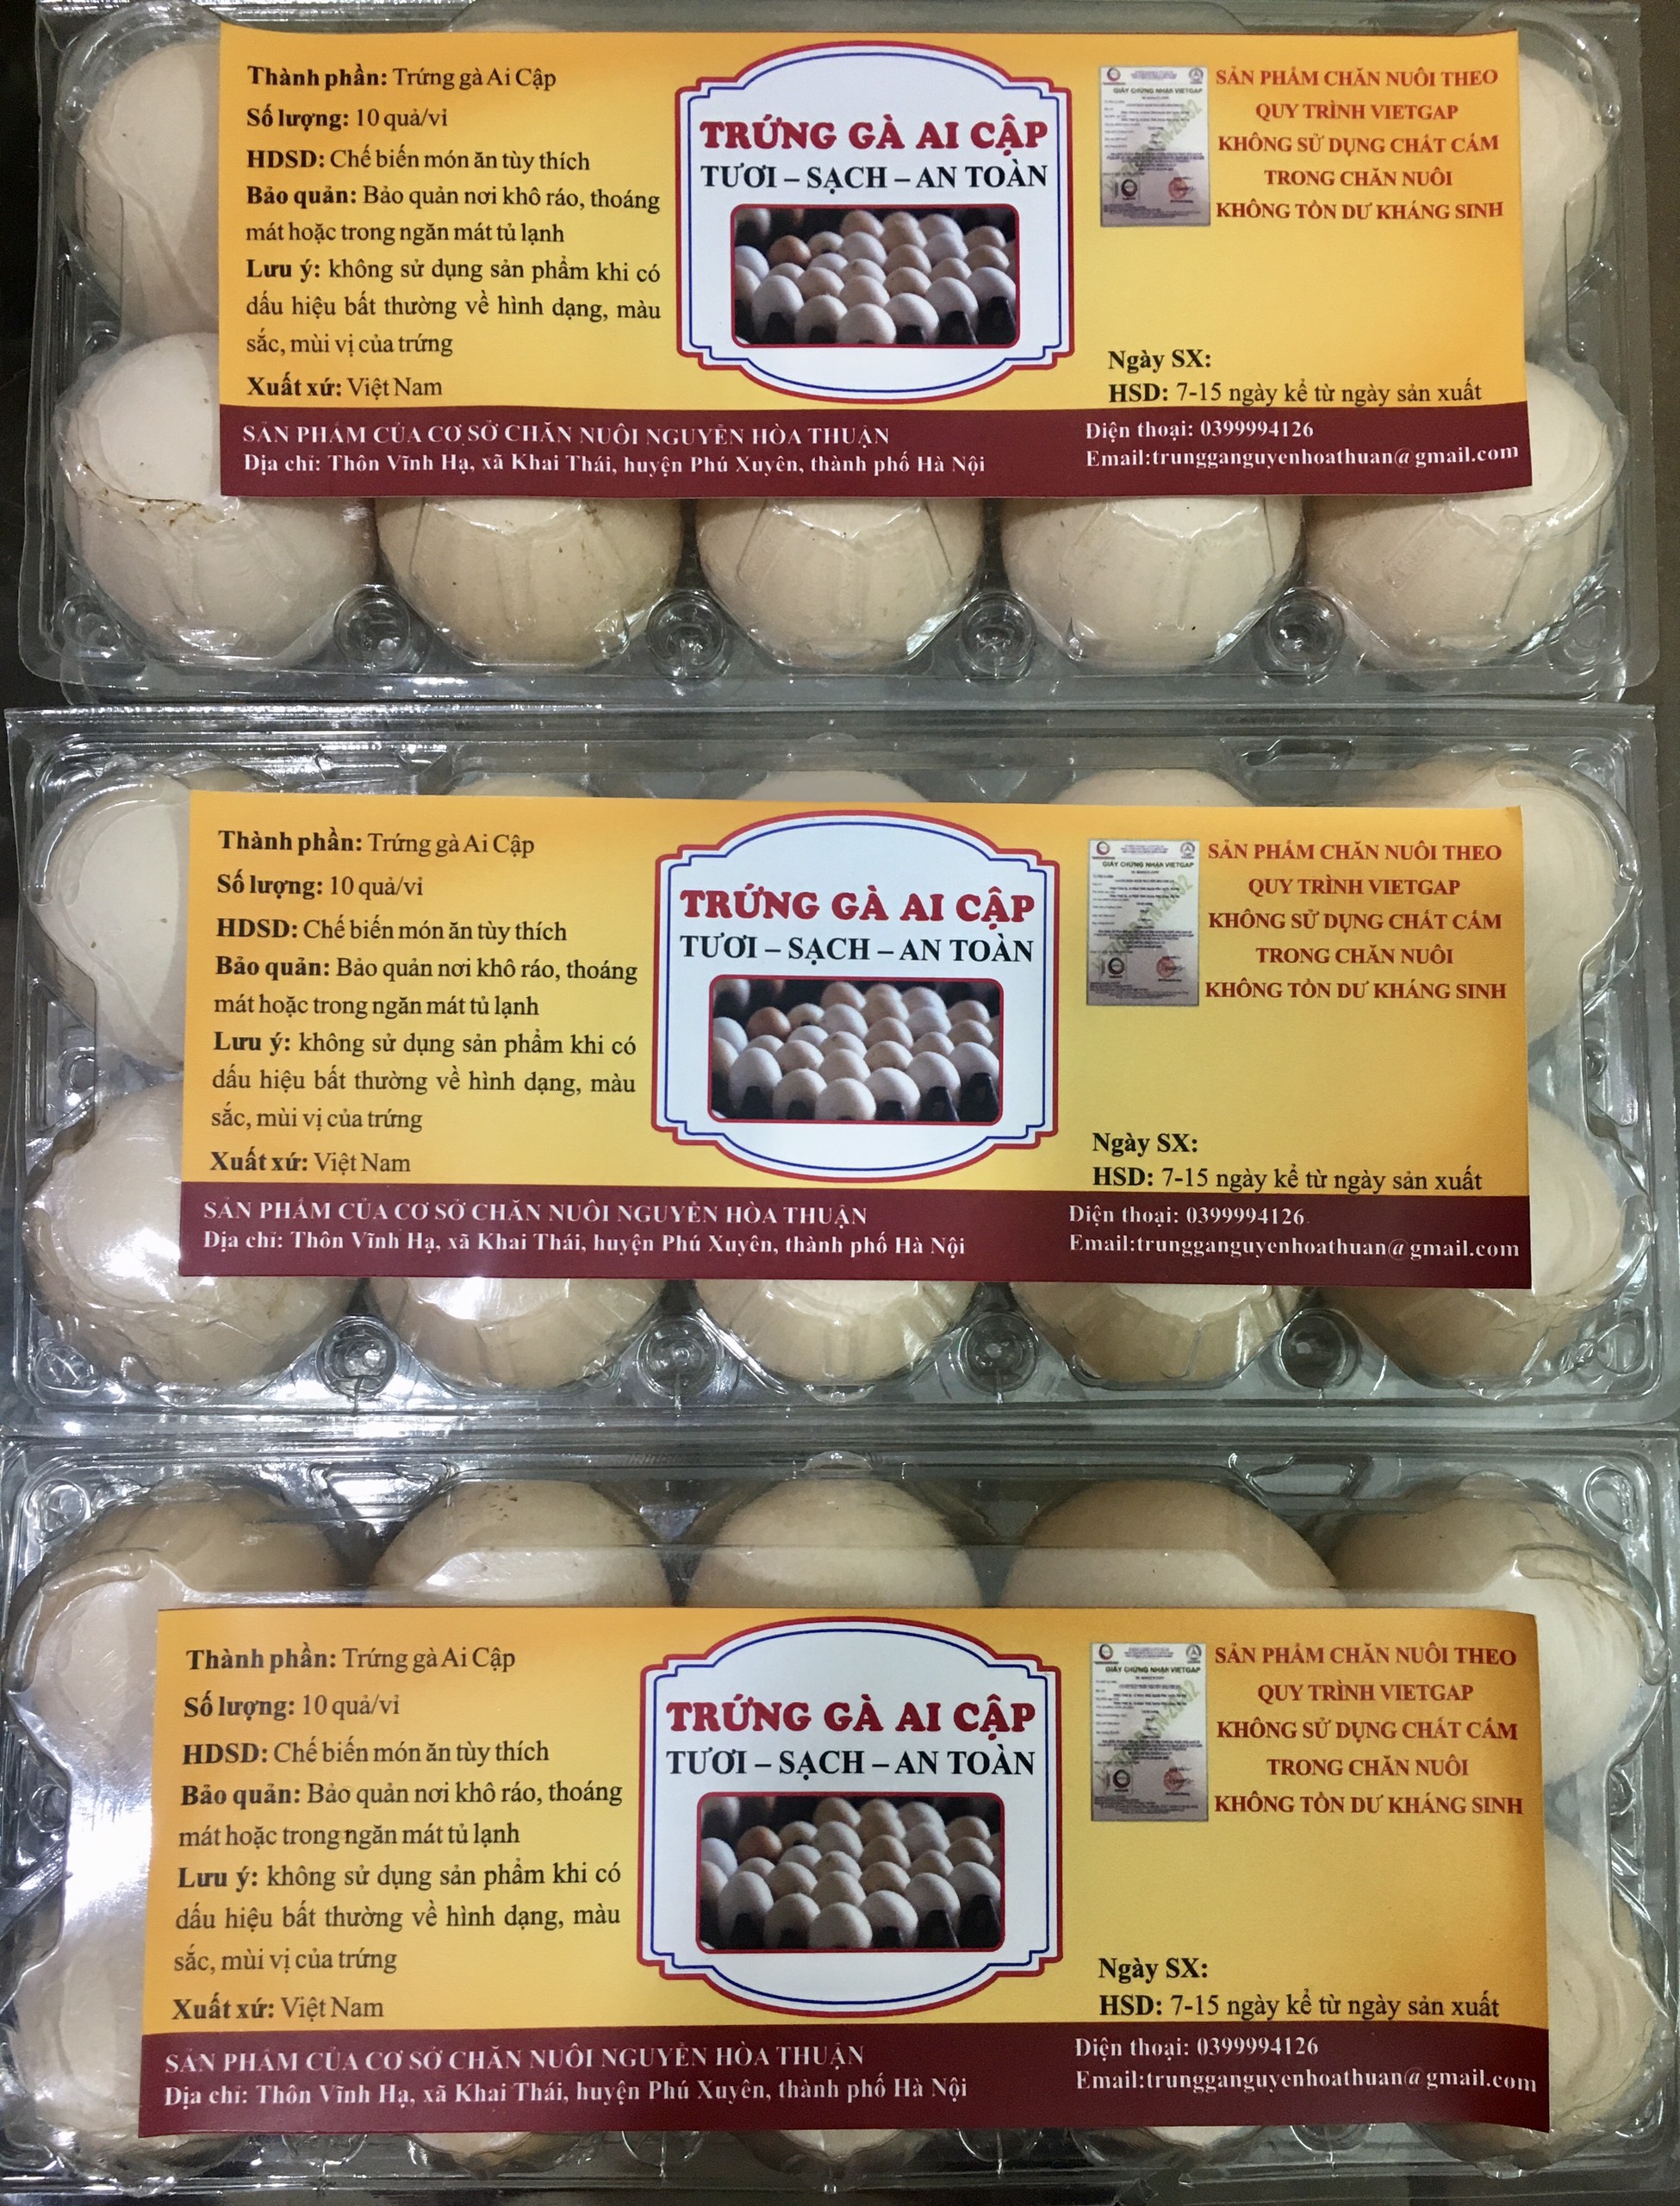 Thành phần: Trứng gà Ai Cập
Số lượng: 10 quả/vỉ
HDSD: Chế biến món ăn tùy thích
Bảo quản: Bảo quản nơi khô ráo, thoáng
mát hoặc trong ngăn mát tủ lạnh
Lưu ý: không sử dụng sản phẩm khi có
dấu hiệu bất thường về hình dạng, màu
sắc, mùi vị của trứng
Xuất xứ: Việt Nam
TRỨNG GÀ AI CẬP
TƯƠI – SẠCH – AN TOÀN
GIẤY CHỨNG NHẬN VIETGAP
SẢN PHẨM CHĂN NUÔI THEO
QUY TRÌNH VIETGAP
KHÔNG SỬ DỤNG CHẤT CẤM
TRONG CHĂN NUÔI
KHÔNG TỒN DƯ KHÁNG SINH
Ngày SX:
HSD: 7-15 ngày kể từ ngày sản xuất
SẢN PHẨM CỦA CƠ SỞ CHĂN NUÔI NGUYỄN HÒA THUẬN
Địa chỉ: Thôn Vĩnh Hạ, xã Khai Thái, huyện Phú Xuyên, thành phố Hà Nội
Điện thoại: 0399994126
Email:trungganguyenhoathuan@gmail.com
Thành phần: Trứng gà Ai Cập
Số lượng: 10 quả/vỉ
HDSD: Chế biến món ăn tùy thích
Bảo quản: Bảo quản nơi khô ráo, thoáng
mát hoặc trong ngăn mát tủ lạnh
Lưu ý: không sử dụng sản phẩm khi có
dấu hiệu bất thường về hình dạng, màu
sắc, mùi vị của trứng
Xuất xứ: Việt Nam
TRỨNG GÀ AI CẬP
TƯƠI – SẠCH – AN TOÀN
GIẤY CHỨNG NHẬN VIETGAP
SẢN PHẨM CHĂN NUÔI THEO
QUY TRÌNH VIETGAP
KHÔNG SỬ DỤNG CHẤT CẤM
TRONG CHĂN NUÔI
KHÔNG TỒN DƯ KHÁNG SINH
Ngày SX:
HSD: 7-15 ngày kể từ ngày sản xuất
SẢN PHẨM CỦA CƠ SỞ CHĂN NUÔI NGUYỄN HÒA THUẬN
Địa chỉ: Thôn Vĩnh Hạ, xã Khai Thái, huyện Phú Xuyên, thành phố Hà Nội
Điện thoại: 0399994126
Email:trungganguyenhoathuan@gmail.com
Thành phần: Trứng gà Ai Cập
Số lượng: 10 quả/vỉ
HDSD: Chế biến món ăn tùy thích
Bảo quản: Bảo quản nơi khô ráo, thoáng
mát hoặc trong ngăn mát tủ lạnh
Lưu ý: không sử dụng sản phẩm khi có
dấu hiệu bất thường về hình dạng, màu
sắc, mùi vị của trứng
Xuất xứ: Việt Nam
TRỨNG GÀ AI CẬP
TƯƠI – SẠCH – AN TOÀN
GIẤY CHỨNG NHẬN VIETGAP
SẢN PHẨM CHĂN NUÔI THEO
QUY TRÌNH VIETGAP
KHÔNG SỬ DỤNG CHẤT CẤM
TRONG CHĂN NUÔI
KHÔNG TỒN DƯ KHÁNG SINH
Ngày SX:
HSD: 7-15 ngày kể từ ngày sản xuất
SẢN PHẨM CỦA CƠ SỞ CHĂN NUÔI NGUYỄN HÒA THUẬN
Địa chỉ: Thôn Vĩnh Hạ, xã Khai Thái, huyện Phú Xuyên, thành phố Hà Nội
Điện thoại: 0399994126
Email:trungganguyenhoathuan@gmail.com